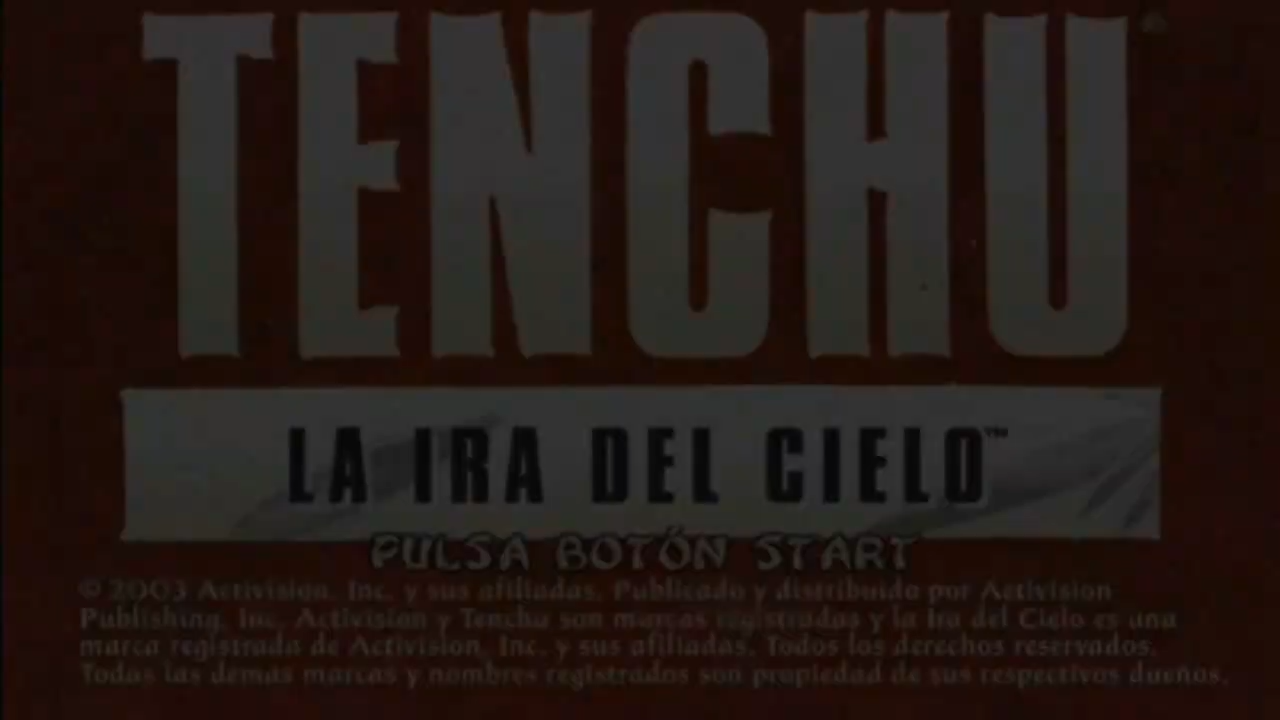 TENCHU
LA IRA DEL CIELO™
PULSA BOTÓN START
© 2003 Activision, Inc. y sus afiliadas. Publicado y distribuido por Activision
Publishing, Inc. Activision y Tenchu son marcas registradas y la Ira del Cielo es una
marca registrada de Activision, Inc. y sus afiliadas. Todos los derechos reservados.
Todas las demás marcas y nombres registrados son propiedad de sus respectivos dueños.